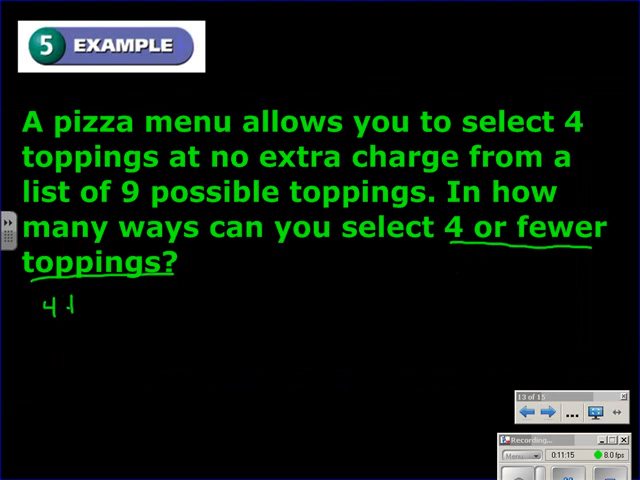 5 EXAMPLE
A pizza menu allows you to select 4
toppings at no extra charge from a
list of 9 possible toppings. In how
many ways can you select 4 or fewer
toppings?
4
13 of 15
...
Recording...
Menu
0:11:15
8.0 fps